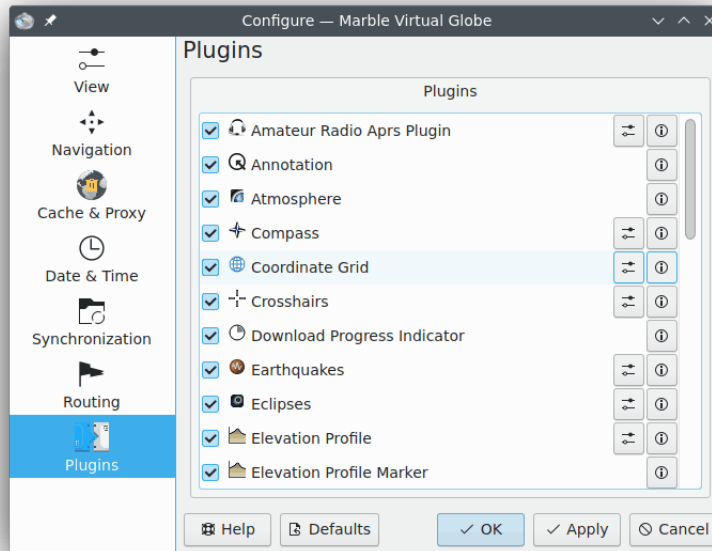 Configure — Marble Virtual Globe
View
Navigation
Cache & Proxy
Date & Time
Synchronization
Routing
Plugins
Plugins
Plugins
Amateur Radio Aprs Plugin
Annotation
Atmosphere
Compass
Coordinate Grid
Crosshairs
Download Progress Indicator
Earthquakes
Eclipses
Elevation Profile
Elevation Profile Marker
Help Defaults OK Apply Cancel